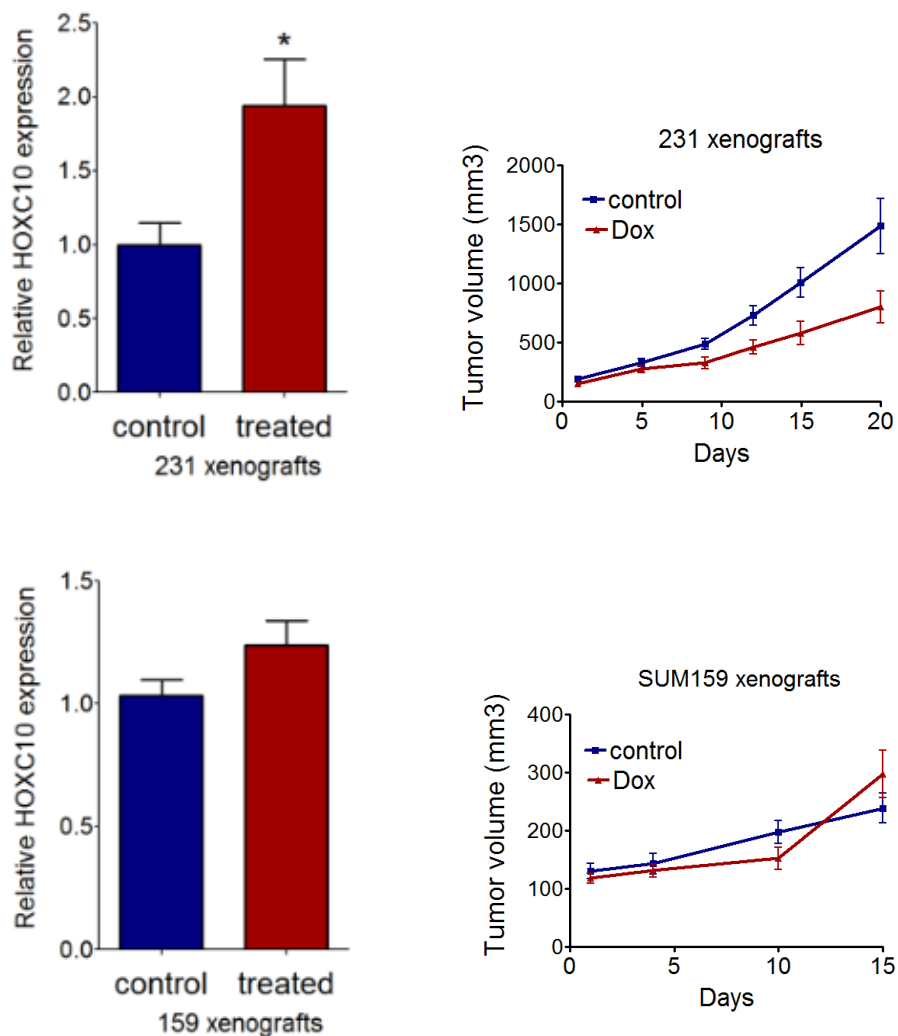 Relative HOXC10 expression
2.5
2.0
1.5
1.0
0.5
0.0
*
control treated
231 xenografts
231 xenografts
Tumor volume (mm3)
2000
1500
1000
500
0
control
Dox
0 5 10 15 20
Days
Relative HOXC10 expression
1.5
1.0
0.5
0.0
control treated
159 xenografts
SUM159 xenografts
Tumor volume (mm3)
400
300
200
100
0
control
Dox
0 5 10 15
Days